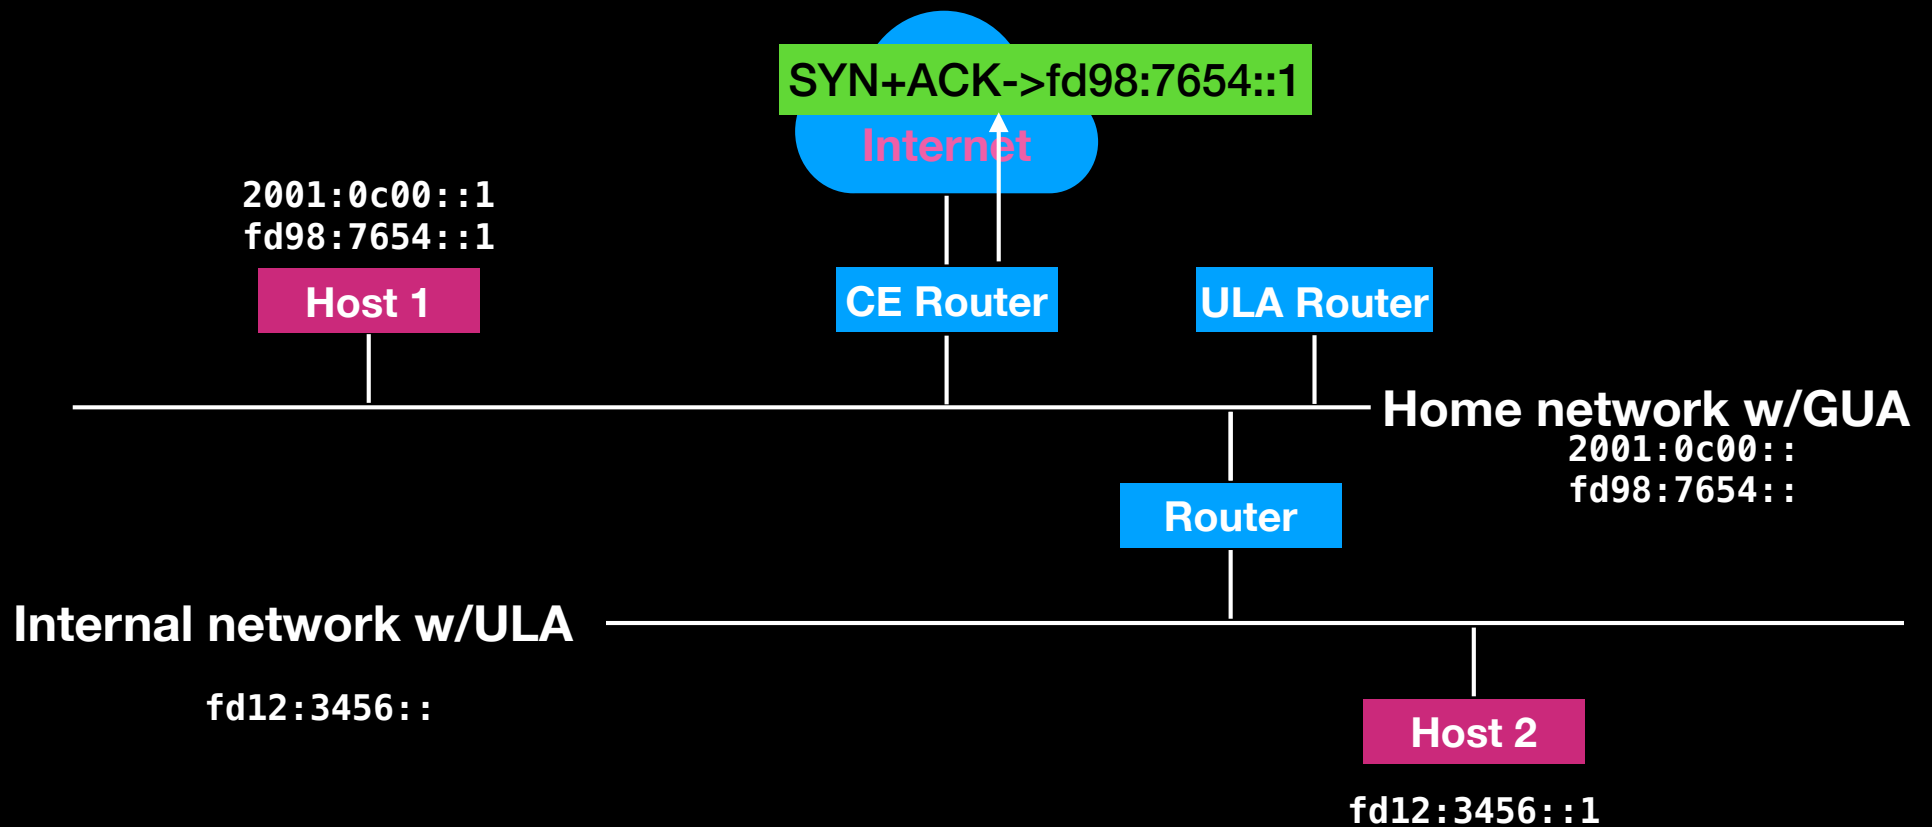 SYN+ACK->fd98:7654::1
Internet
2001:0c00::1
fd98:7654::1
Host 1
CE Router
ULA Router
Home network w/GUA
2001:0c00::
fd98:7654::
Router
Internal network w/ULA
fd12:3456::
Host 2
fd12:3456::1